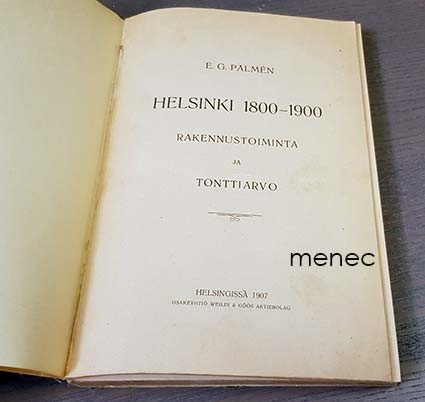 E. G. PALMÉN
HELSINKI 1800–1900
RAKENNUSTOIMINTA
JA
TONTTIARVO
menec
HELSINGISSÄ 1907
OSAKEYHTIÖ WEILIN & GÖÖS AKTIEBOLAG